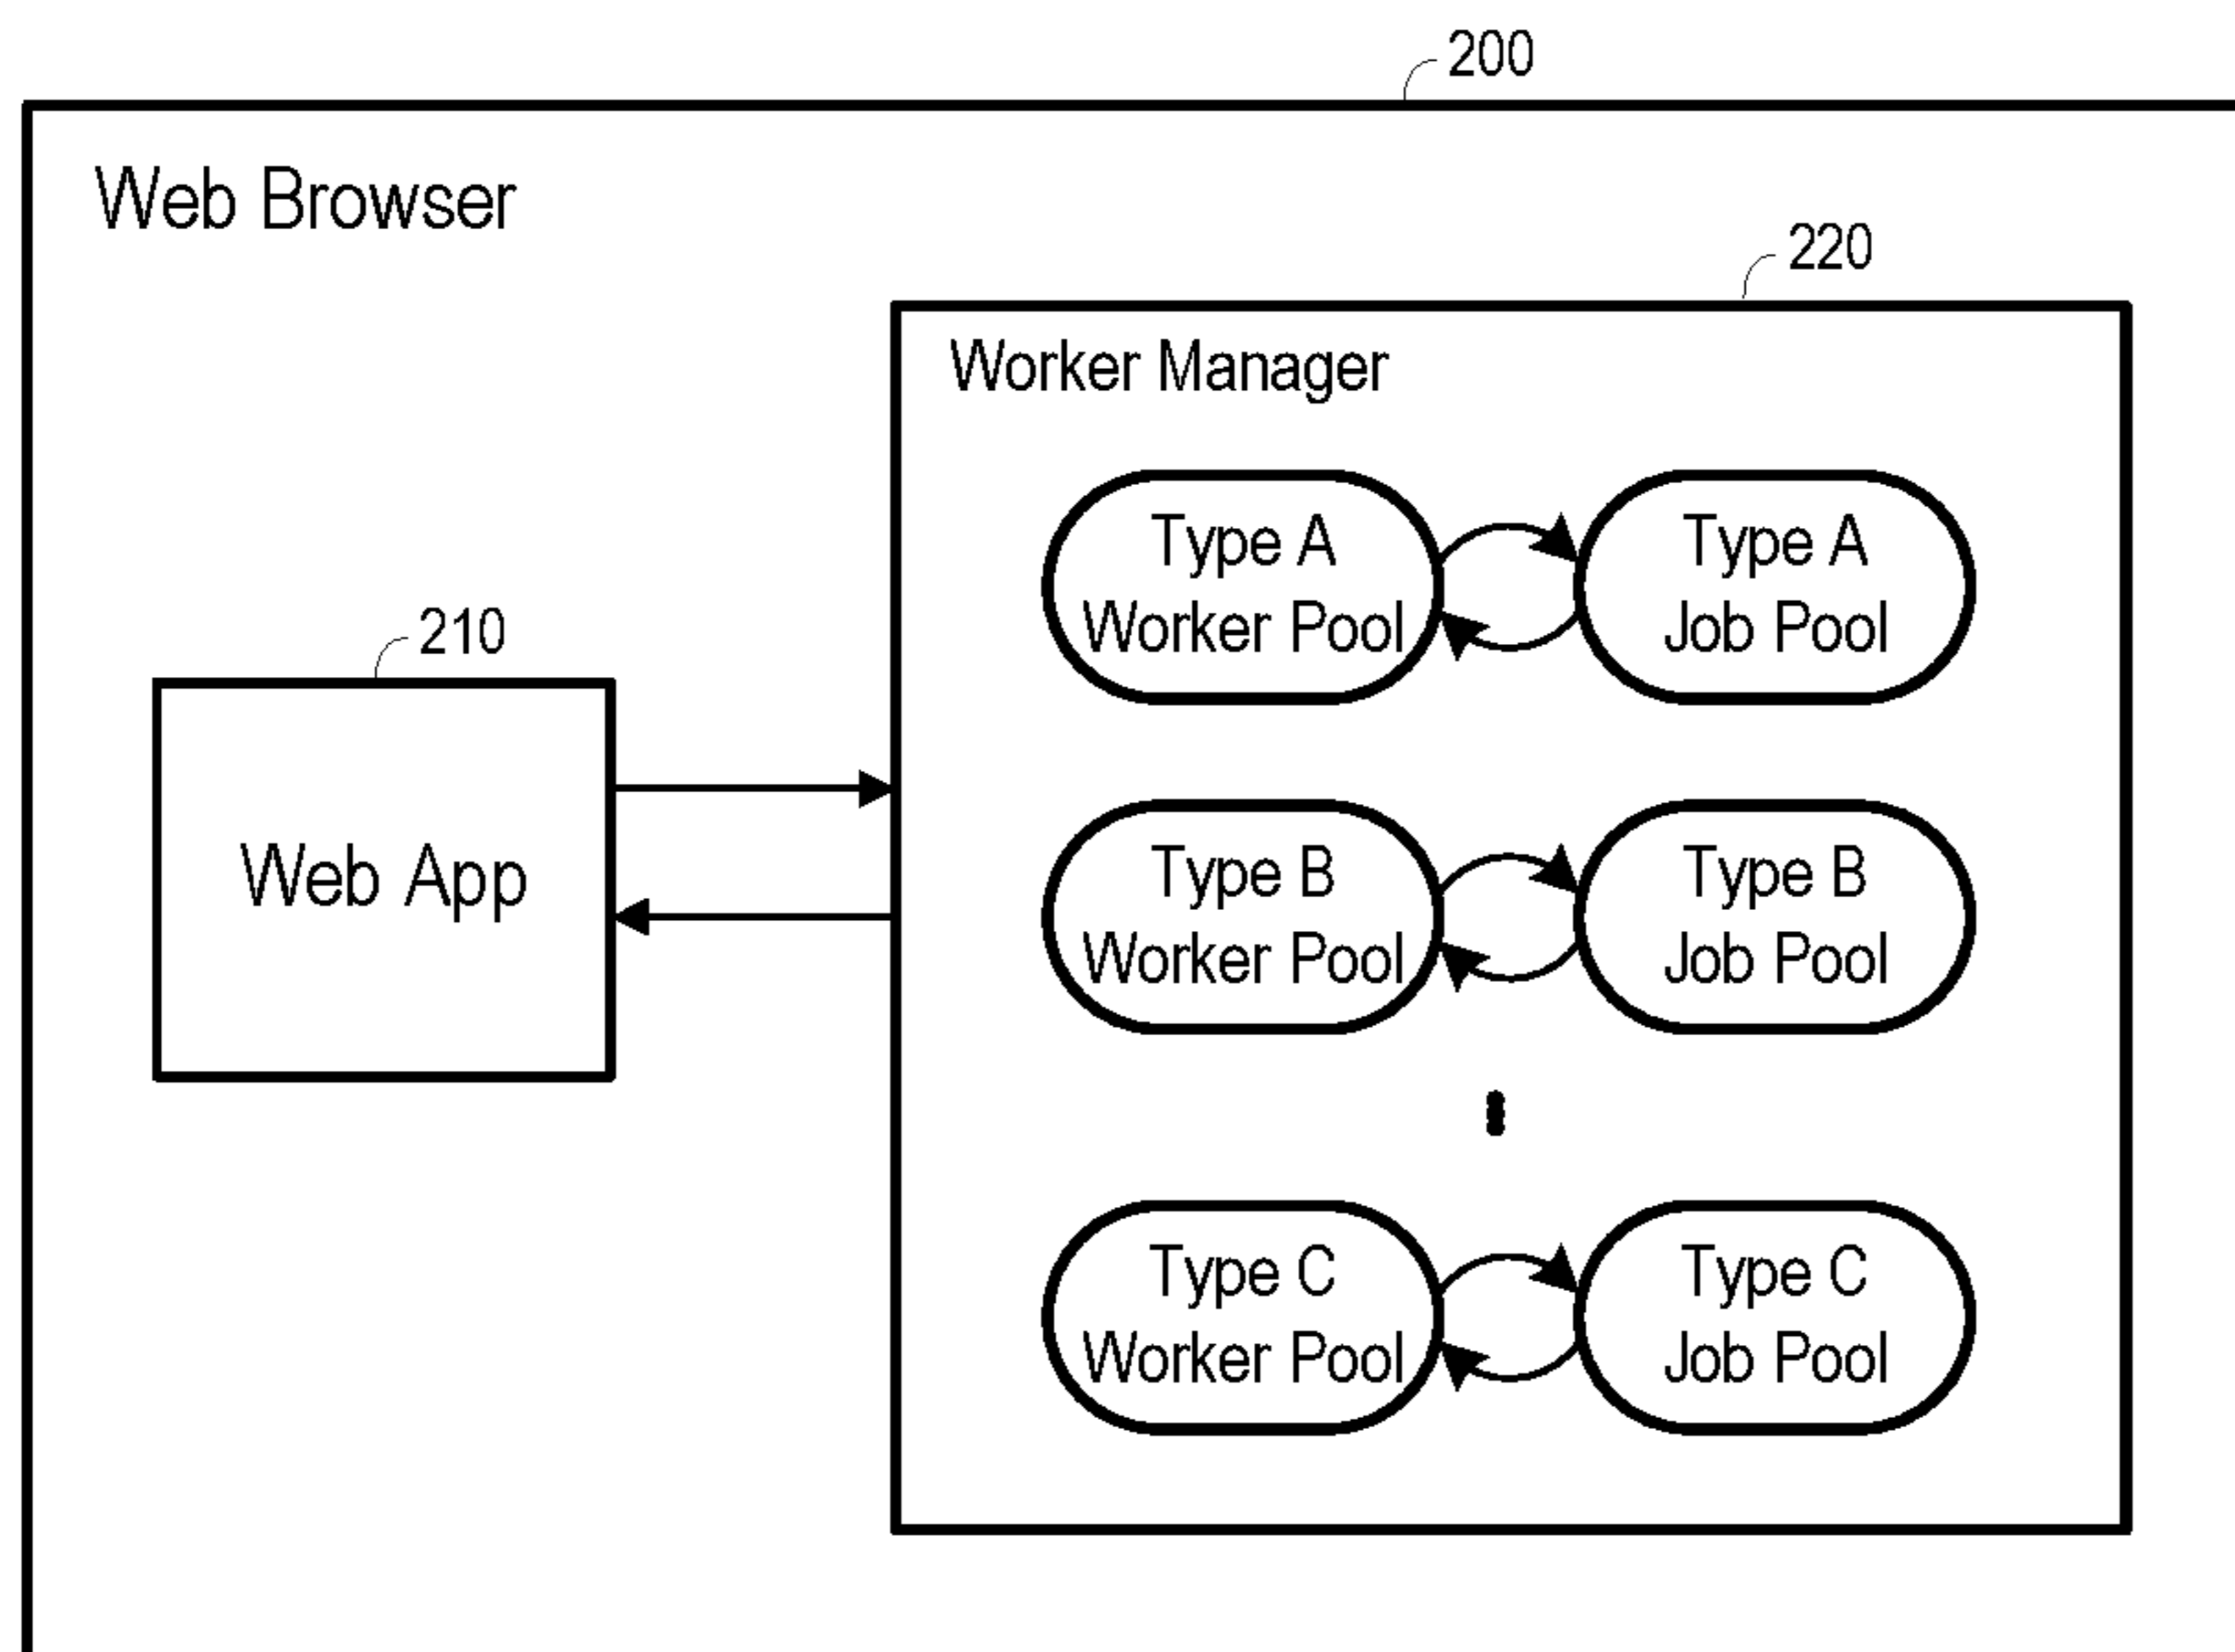 200
Web Browser
220
Worker Manager
Type A
Worker Pool
Type A
Job Pool
210
Web App
Type B
Worker Pool
Type B
Job Pool
Type C
Worker Pool
Type C
Job Pool